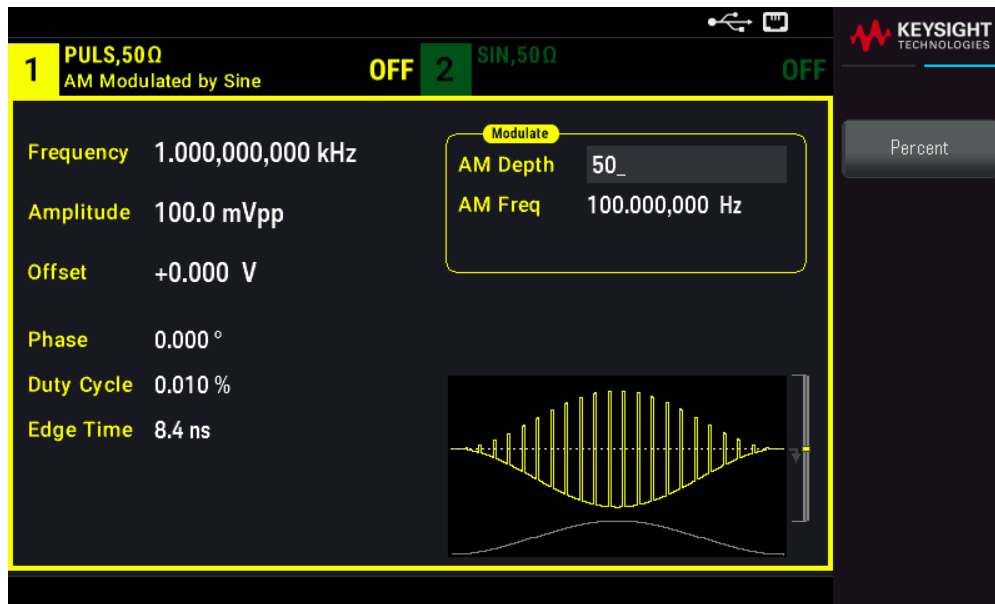 KEYSIGHT
TECHNOLOGIES
1
PULS,50Ω
AM Modulated by Sine
OFF
2
SIN,50Ω
OFF
Frequency 1.000,000,000 kHz
Amplitude 100.0 mVpp
Offset +0.000 V
Phase 0.000 °
Duty Cycle 0.010 %
Edge Time 8.4 ns
Modulate
AM Depth 50_
AM Freq 100.000,000 Hz
Percent